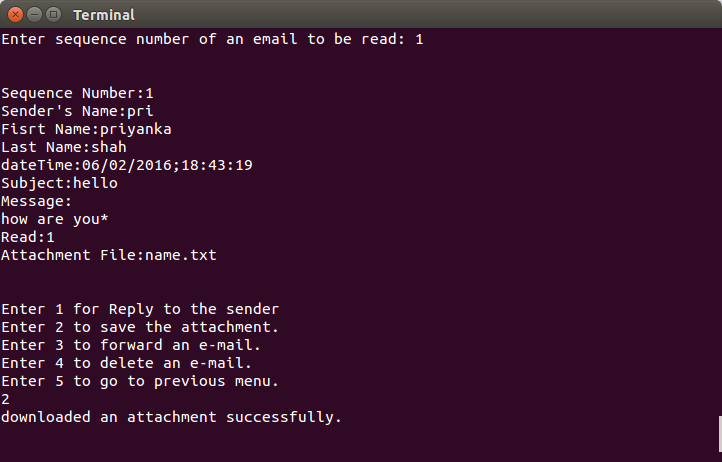 Terminal
Enter sequence number of an email to be read: 1
Sequence Number:1
Sender's Name:pri
Fisrt Name:priyanka
Last Name:shah
dateTime:06/02/2016;18:43:19
Subject:hello
Message:
how are you*
Read:1
Attachment File:name.txt
Enter 1 for Reply to the sender
Enter 2 to save the attachment.
Enter 3 to forward an e-mail.
Enter 4 to delete an e-mail.
Enter 5 to go to previous menu.
2
downloaded an attachment successfully.